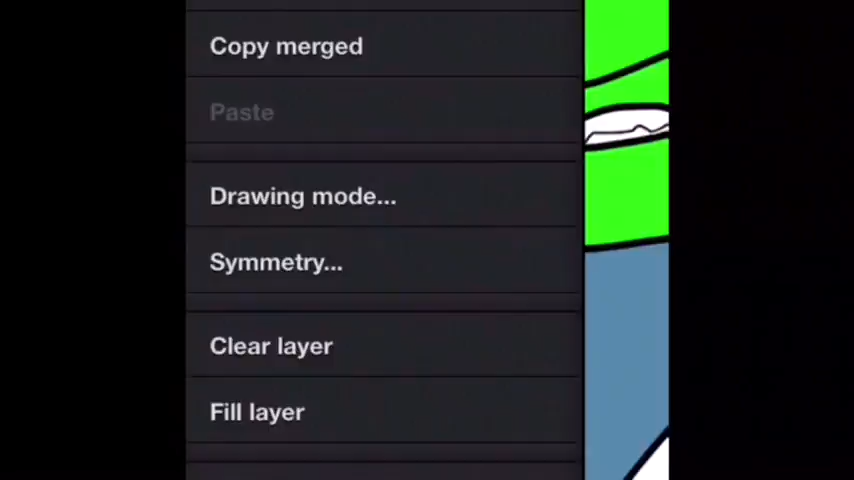 Copy merged
Paste
Drawing mode...
Symmetry...
Clear layer
Fill layer